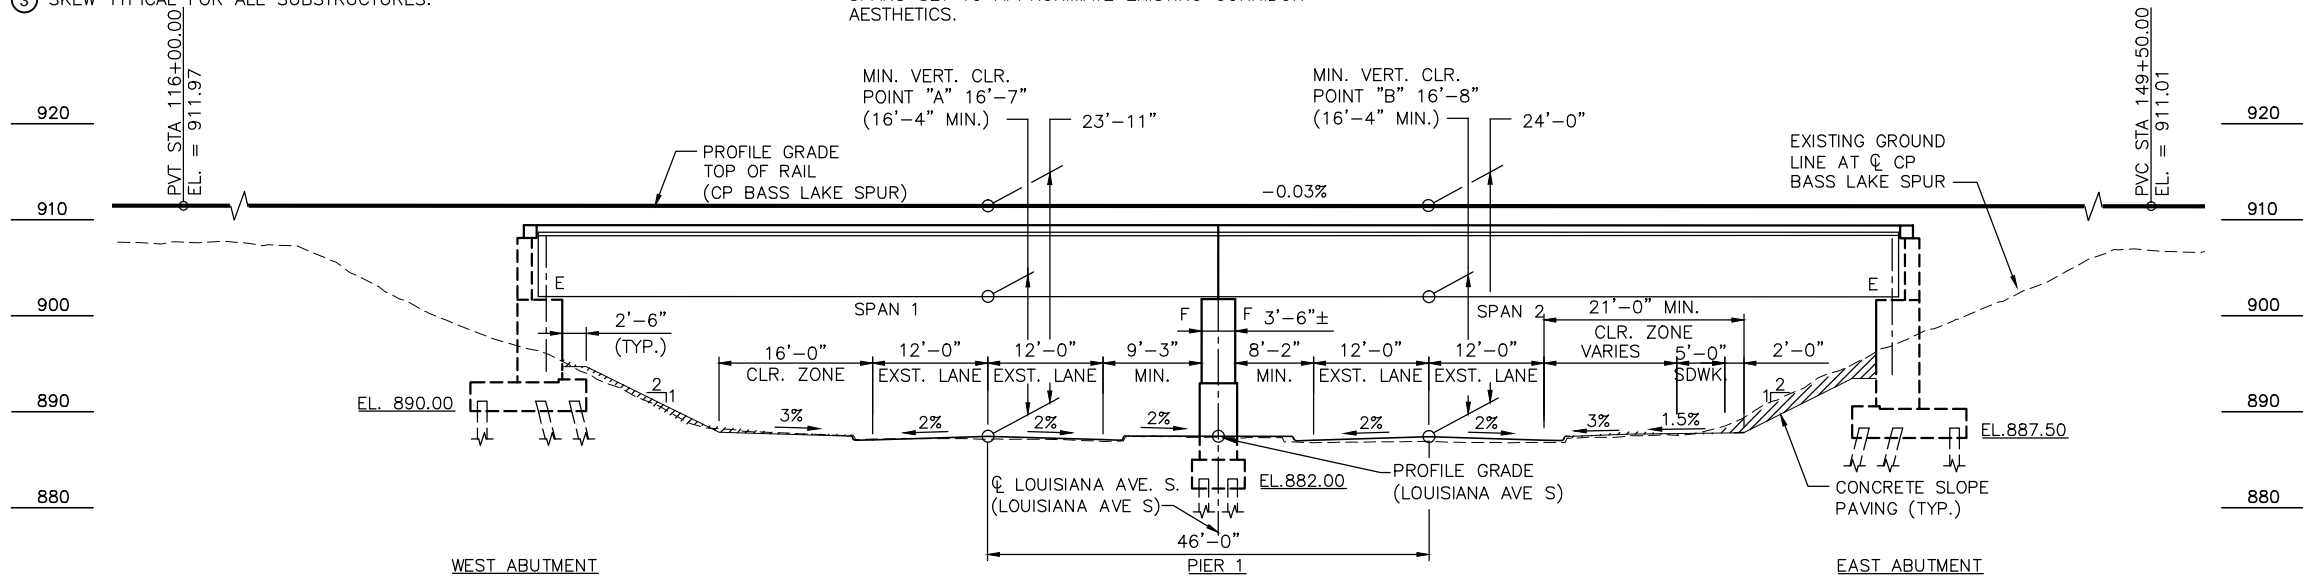 3 SKEW TYPICAL FOR ALL SUBSTRUCTURES.
AESTHETICS.
PVT STA 116+00.00
EL. = 911.97
MIN. VERT. CLR.
POINT "A" 16'-7"
(16'-4" MIN.)
23'-11"
MIN. VERT. CLR.
POINT "B" 16'-8"
(16'-4" MIN.)
24'-0"
PVC STA 149+50.00
EL. = 911.01
920
920
PROFILE GRADE
TOP OF RAIL
(CP BASS LAKE SPUR)
-0.03%
EXISTING GROUND
LINE AT ℄ CP
BASS LAKE SPUR
910
910
E
E
900
900
SPAN 1
SPAN 2
F
F
3'-6"±
21'-0" MIN.
CLR. ZONE
VARIES
2'-6"
(TYP.)
16'-0"
CLR. ZONE
12'-0"
EXST. LANE
12'-0"
EXST. LANE
9'-3"
MIN.
8'-2"
MIN.
12'-0"
EXST. LANE
12'-0"
EXST. LANE
5'-0"
SDWK.
2'-0"
2
1
1
2
EL. 890.00
890
890
3%
2%
2%
2%
2%
2%
3%
1.5%
EL.887.50
PROFILE GRADE
(LOUISIANA AVE S)
℄ LOUISIANA AVE. S.
(LOUISIANA AVE S)
EL.882.00
CONCRETE SLOPE
PAVING (TYP.)
880
880
46'-0"
WEST ABUTMENT
PIER 1
EAST ABUTMENT